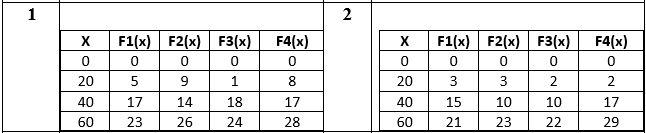 1
X F1(x) F2(x) F3(x) F4(x)
0 0 0 0 0
20 5 9 1 8
40 17 14 18 17
60 23 26 24 28
2
X F1(x) F2(x) F3(x) F4(x)
0 0 0 0 0
20 3 3 2 2
40 15 10 10 17
60 21 23 22 29